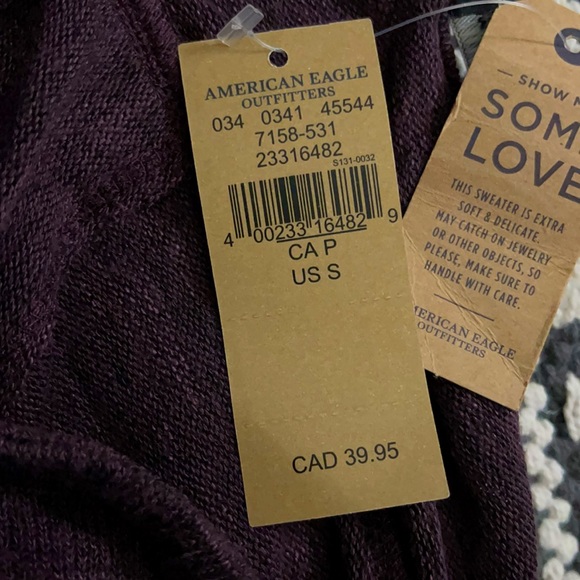 AMERICAN EAGLE
OUTFITTERS
034 0341 45544
7158-531
23316482
S131-0032
4 00233 16482 9
CA P
US S
CAD 39.95
SHOW
SOM
LOVE
THIS SWEATER IS EXTRA
SOFT & DELICATE.
MAY CATCH ON JEWELRY
OR OTHER OBJECTS, SO
PLEASE, MAKE SURE TO
HANDLE WITH CARE.
AMERICAN EAGLE
OUTFITTERS